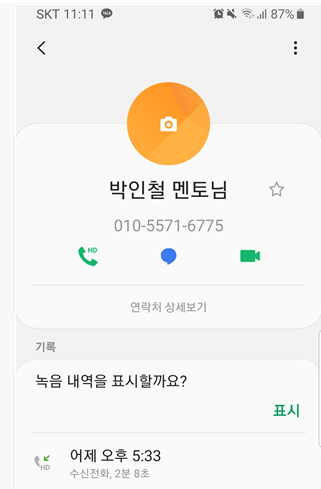 SKT 11:11 TALK 87%
박인철 멘토님
010-5571-6775
HD
연락처 상세보기
기록
녹음 내역을 표시할까요?
표시
HD 어제 오후 5:33
수신전화, 2분 8초